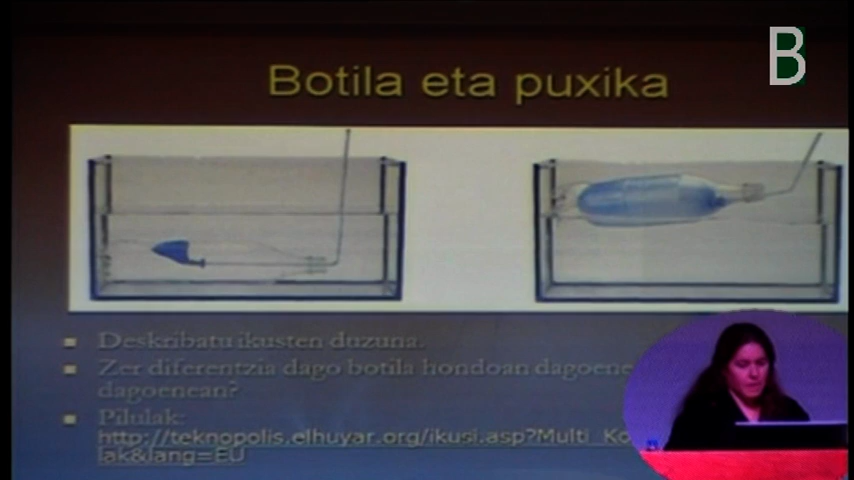 B
Botila eta puxika
Deskribatu ikusten duzuna.
Zer diferentzia dago botila hondoan dagoene
dagoenean?
Pilulak:
http://teknopolis.elhuyar.org/ikusi.asp?Multi_Ko
lak&lang=EU